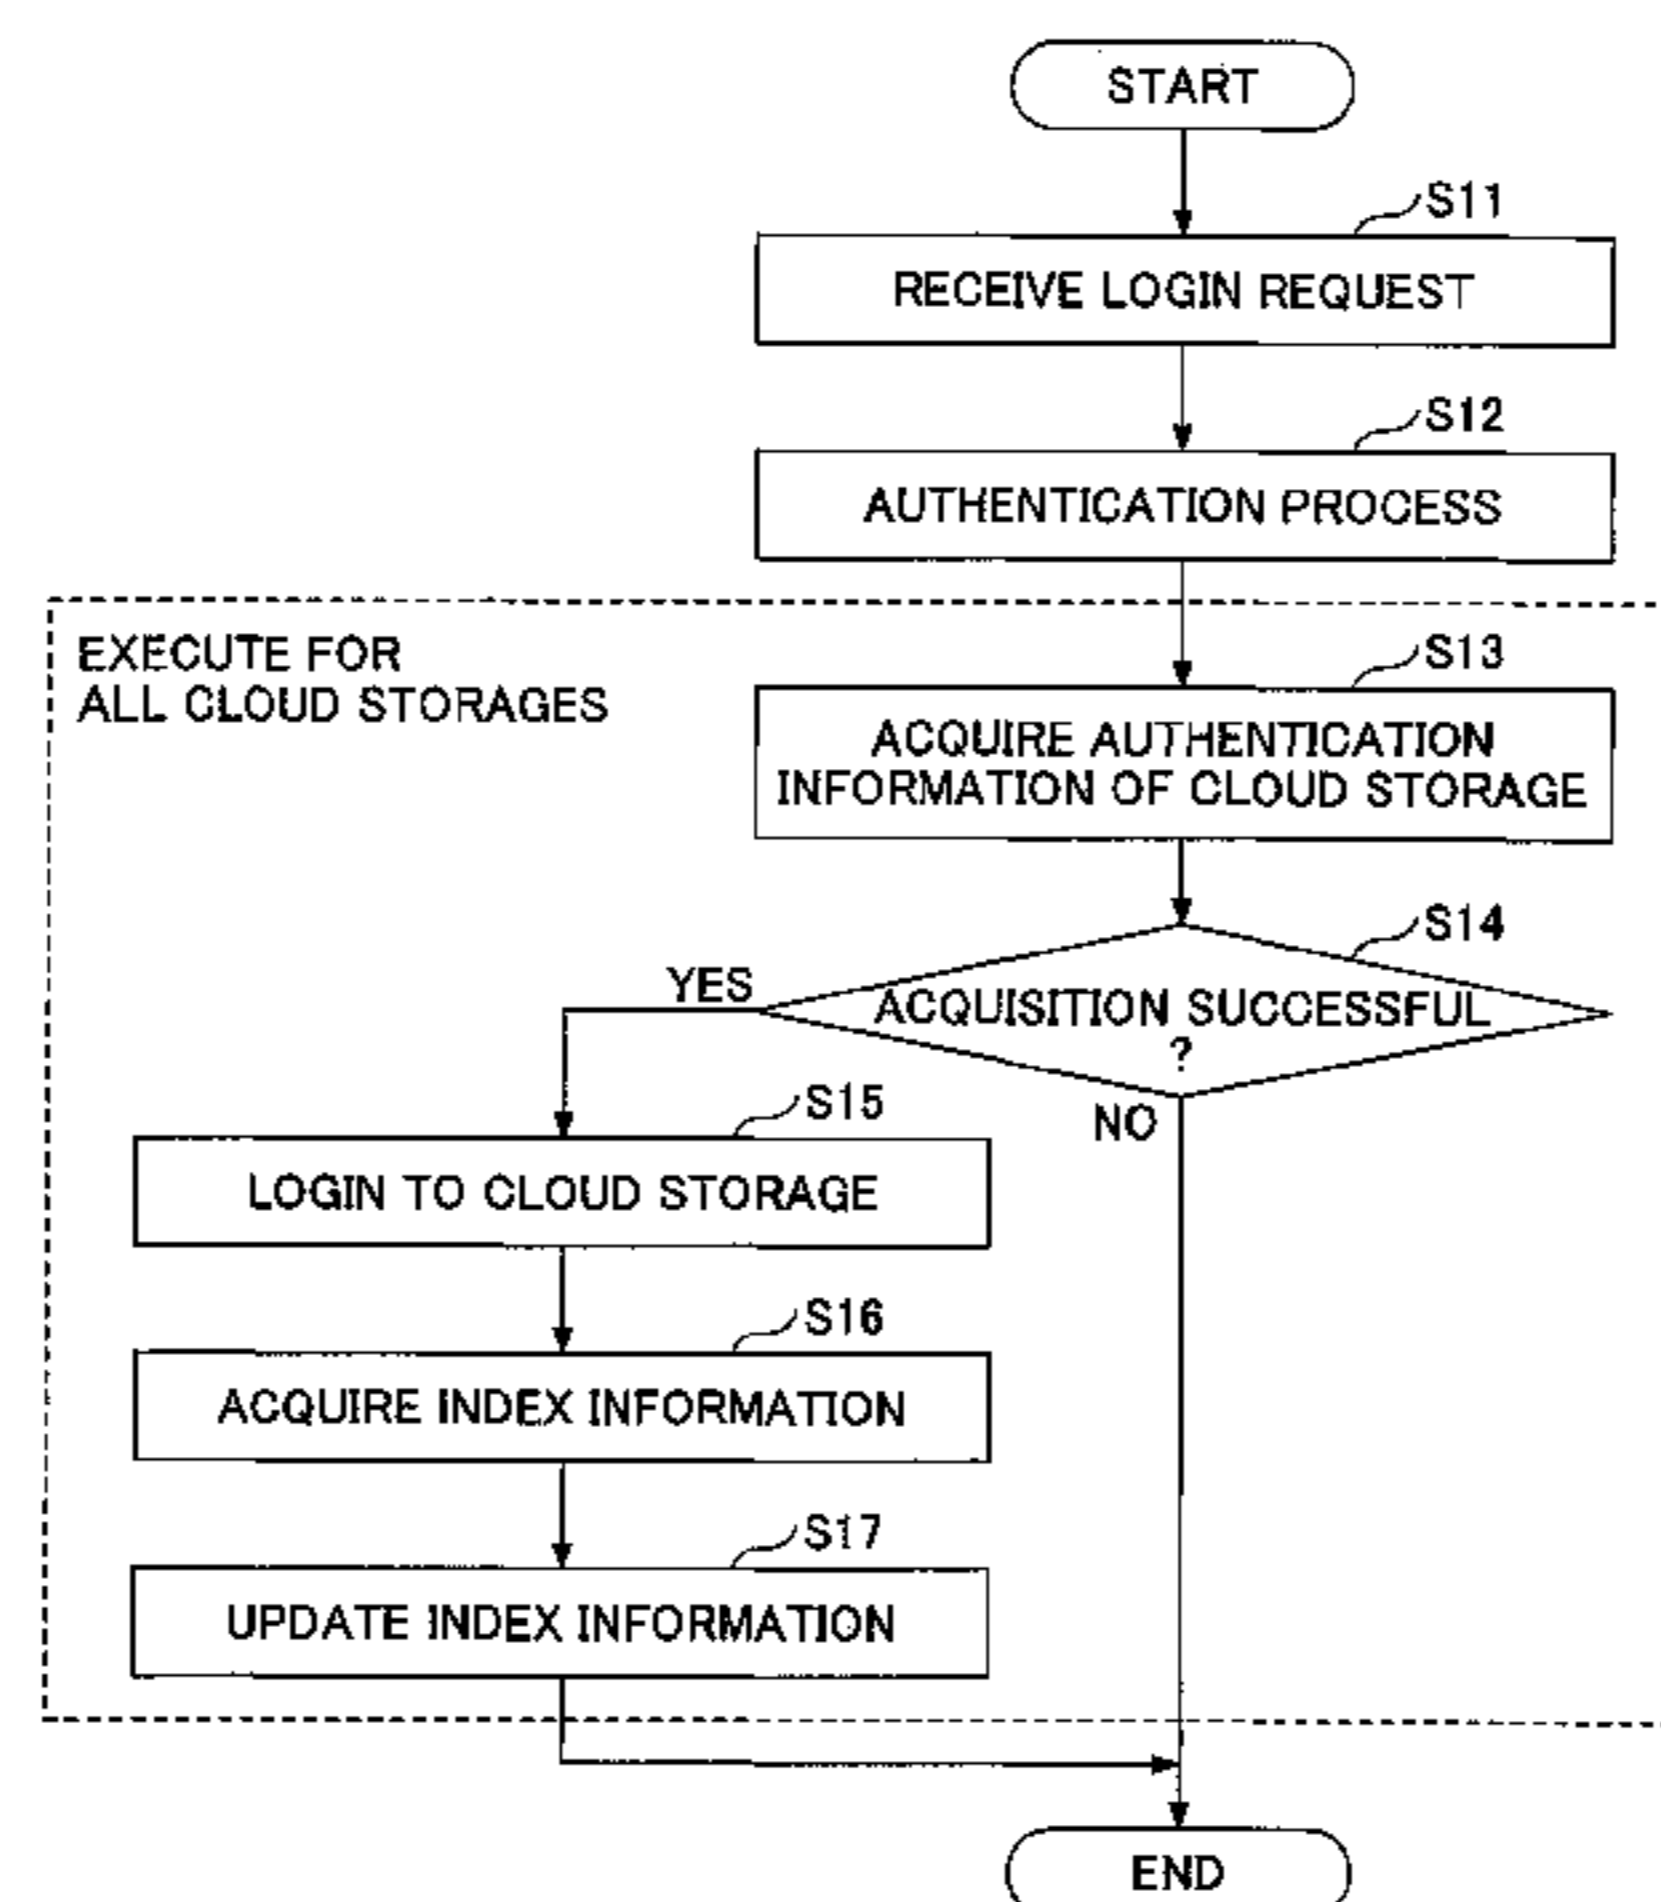 START
S11
RECEIVE LOGIN REQUEST
S12
AUTHENTICATION PROCESS
EXECUTE FOR
ALL CLOUD STORAGES
S13
ACQUIRE AUTHENTICATION
INFORMATION OF CLOUD STORAGE
S14
ACQUISITION SUCCESSFUL
?
YES
NO
S15
LOGIN TO CLOUD STORAGE
S16
ACQUIRE INDEX INFORMATION
S17
UPDATE INDEX INFORMATION
END